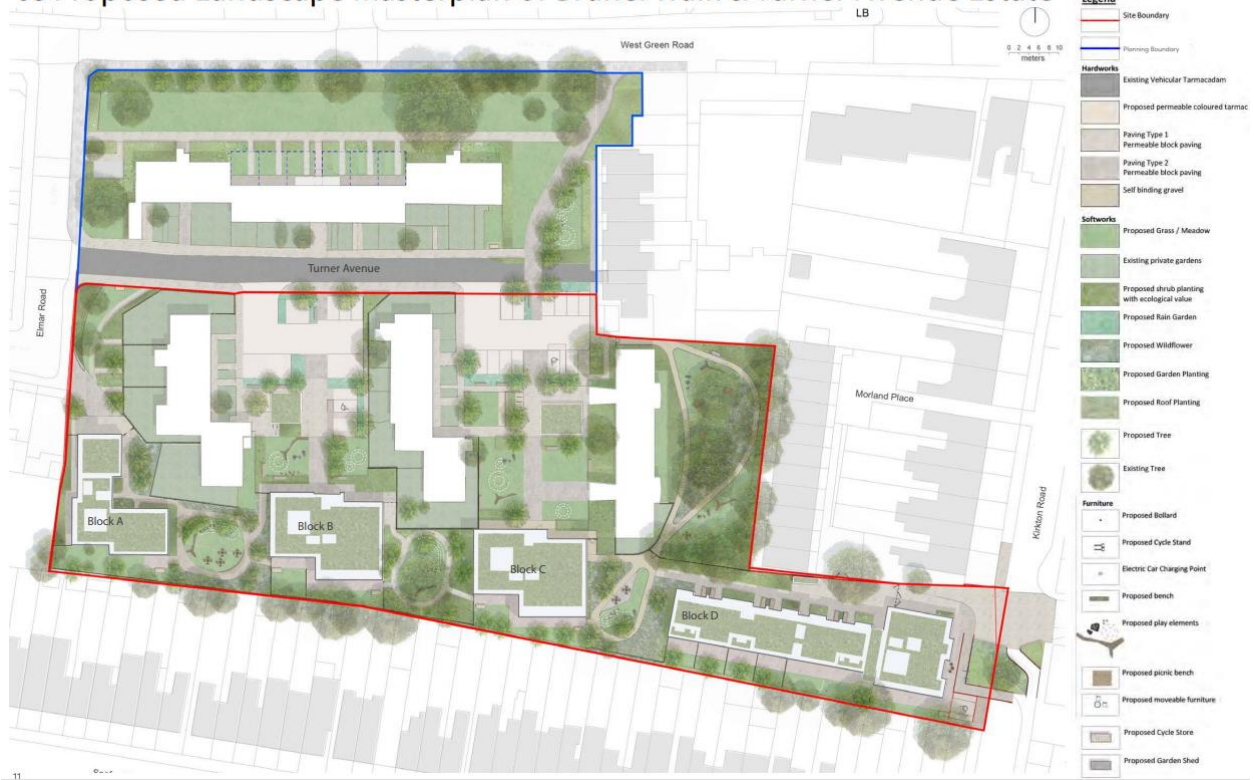 LB
West Green Road
0 2 4 6 8 10
meters
Elmar Road
Turner Avenue
Morland Place
Kirkton Road
Block A
Block B
Block C
Block D
11
Legend
Site Boundary
Planning Boundary
Hardworks
Existing Vehicular Tarmacadam
Proposed permeable coloured tarmac
Paving Type 1
Permeable block paving
Paving Type 2
Permeable block paving
Self binding gravel
Softworks
Proposed Grass / Meadow
Existing private gardens
Proposed shrub planting
with ecological value
Proposed Rain Garden
Proposed Wildflower
Proposed Garden Planting
Proposed Roof Planting
Proposed Tree
Existing Tree
Furniture
Proposed Bollard
Proposed Cycle Stand
Electric Car Charging Point
Proposed bench
Proposed play elements
Proposed picnic bench
Proposed moveable furniture
Proposed Cycle Store
Proposed Garden Shed